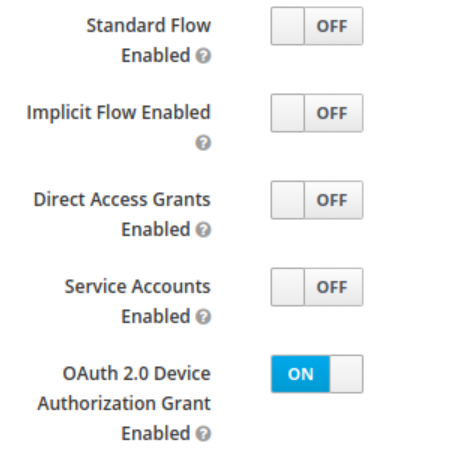 Standard Flow OFF
Enabled ?
Implicit Flow Enabled OFF
?
Direct Access Grants OFF
Enabled ?
Service Accounts OFF
Enabled ?
OAuth 2.0 Device ON
Authorization Grant
Enabled ?